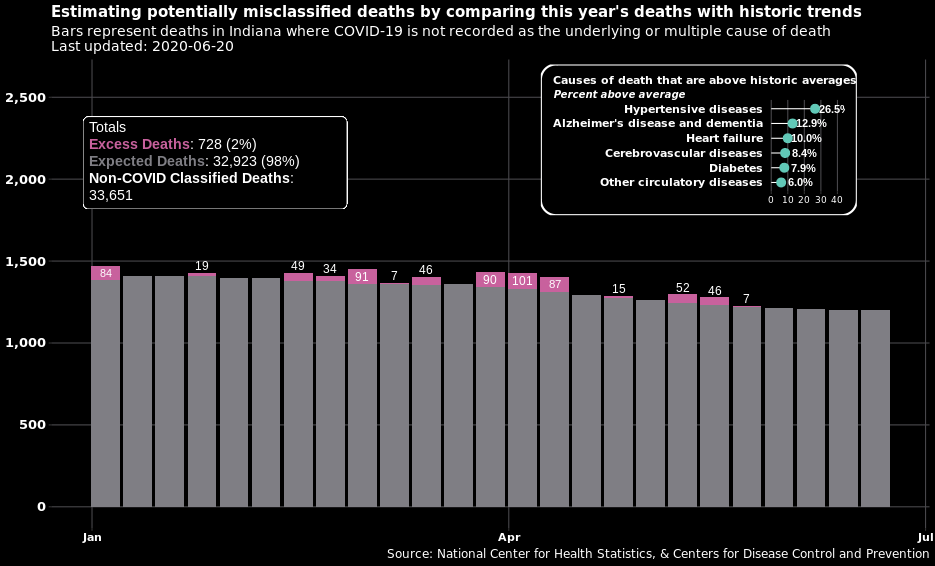 Estimating potentially misclassified deaths by comparing this year's deaths with historic trends
Bars represent deaths in Indiana where COVID-19 is not recorded as the underlying or multiple cause of death
Last updated: 2020-06-20
2,500
2,000
1,500
1,000
500
0
Totals
Excess Deaths: 728 (2%)
Expected Deaths: 32,923 (98%)
Non-COVID Classified Deaths:
33,651
Causes of death that are above historic averages
Percent above average
Hypertensive diseases 26.5%
Alzheimer's disease and dementia 12.9%
Heart failure 10.0%
Cerebrovascular diseases 8.4%
Diabetes 7.9%
Other circulatory diseases 6.0%
0 10 20 30 40
84 19 49 34 91 7 46 90 101 87 15 52 46 7
Jan Apr Jul
Source: National Center for Health Statistics, & Centers for Disease Control and Prevention